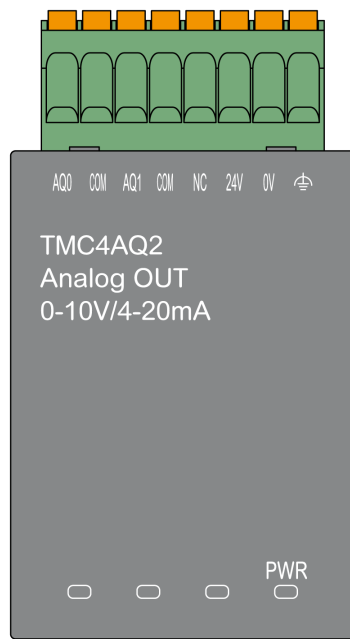 AQ0 COM AQ1 COM NC 24V 0V
TMC4AQ2
Analog OUT
0-10V/4-20mA
PWR